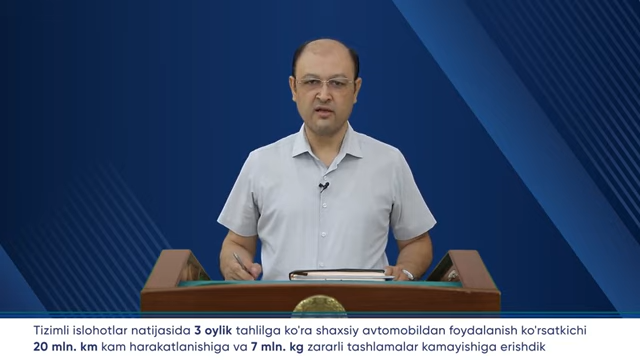 Tizimli islohotlar natijasida 3 oylik tahlilga ko'ra shaxsiy avtomobildan foydalanish ko'rsatkichi
20 mln. km kam harakatlanishiga va 7 mln. kg zararli tashlamalar kamayishiga erishdik